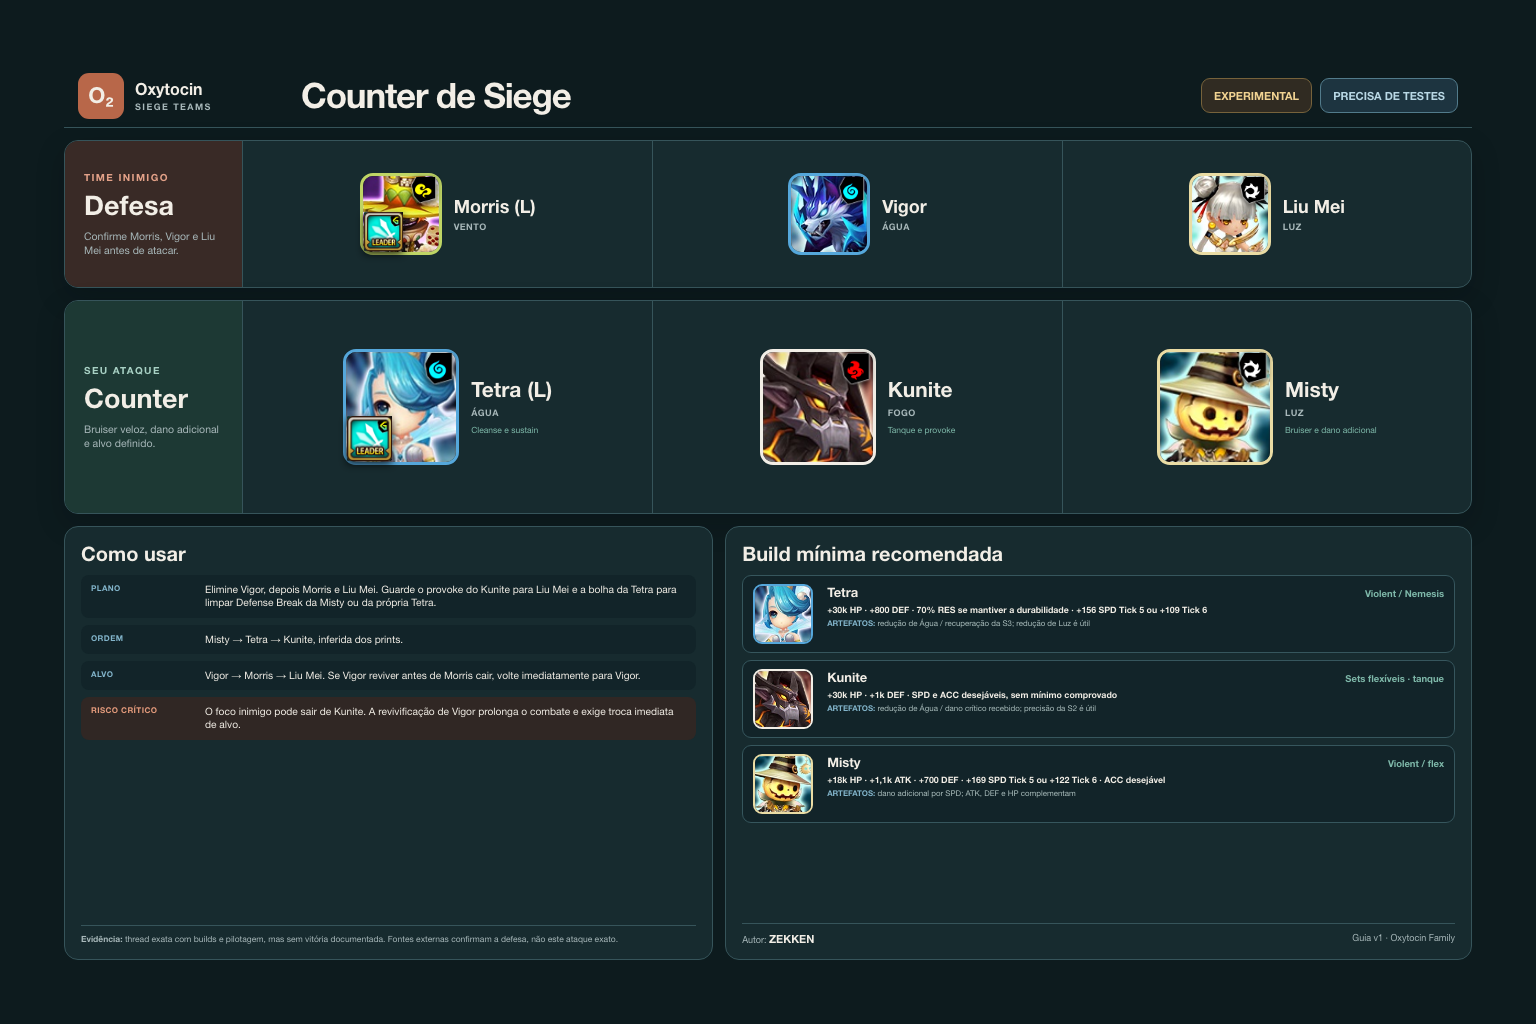 O₂
Oxytocin
SIEGE TEAMS
Counter de Siege
EXPERIMENTAL
PRECISA DE TESTES
TIME INIMIGO
Defesa
Confirme Morris, Vigor e Liu
Mei antes de atacar.
LEADER
Morris (L)
VENTO
Vigor
ÁGUA
Liu Mei
LUZ
SEU ATAQUE
Counter
Bruiser veloz, dano adicional
e alvo definido.
LEADER
Tetra (L)
ÁGUA
Cleanse e sustain
Kunite
FOGO
Tanque e provoke
Misty
LUZ
Bruiser e dano adicional
Como usar
PLANO
Elimine Vigor, depois Morris e Liu Mei. Guarde o provoke do Kunite para Liu Mei e a bolha da Tetra para
limpar Defense Break da Misty ou da própria Tetra.
ORDEM
Misty → Tetra → Kunite, inferida dos prints.
ALVO
Vigor → Morris → Liu Mei. Se Vigor reviver antes de Morris cair, volte imediatamente para Vigor.
RISCO CRÍTICO
O foco inimigo pode sair de Kunite. A revivificação de Vigor prolonga o combate e exige troca imediata
de alvo.
Evidência: thread exata com builds e pilotagem, mas sem vitória documentada. Fontes externas confirmam a defesa, não este ataque exato.
Build mínima recomendada
Tetra
Violent / Nemesis
+30k HP · +800 DEF · 70% RES se mantiver a durabilidade · +156 SPD Tick 5 ou +109 Tick 6
ARTEFATOS: redução de Água / recuperação da S3; redução de Luz é útil
Kunite
Sets flexíveis · tanque
+30k HP · +1k DEF · SPD e ACC desejáveis, sem mínimo comprovado
ARTEFATOS: redução de Água / dano crítico recebido; precisão da S2 é útil
Misty
Violent / flex
+18k HP · +1,1k ATK · +700 DEF · +169 SPD Tick 5 ou +122 Tick 6 · ACC desejável
ARTEFATOS: dano adicional por SPD; ATK, DEF e HP complementam
Autor: ZEKKEN
Guia v1 · Oxytocin Family